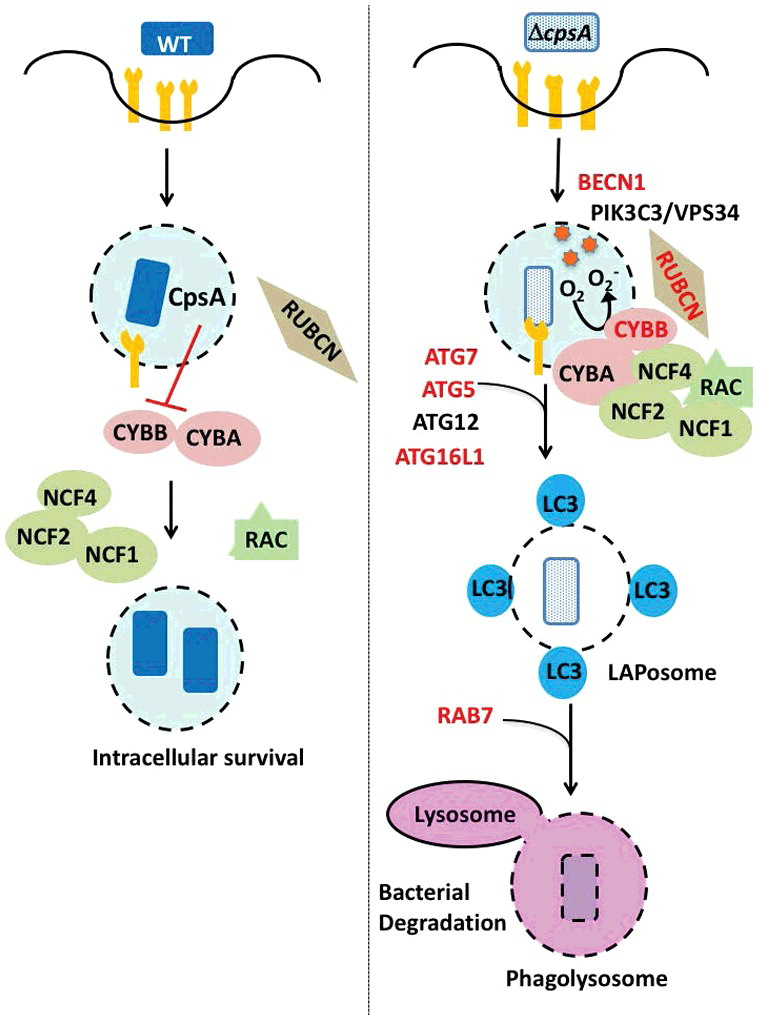 WT
CpsA
RUBCN
CYBB
CYBA
NCF4
NCF2
NCF1
RAC
Intracellular survival
ΔcpsA
BECN1
PIK3C3/VPS34
O2 O2-
RUBCN
CYBB
CYBA
NCF4
RAC
NCF2
NCF1
ATG7
ATG5
ATG12
ATG16L1
LC3
LC3
LC3
LC3
LAPosome
RAB7
Lysosome
Bacterial
Degradation
Phagolysosome